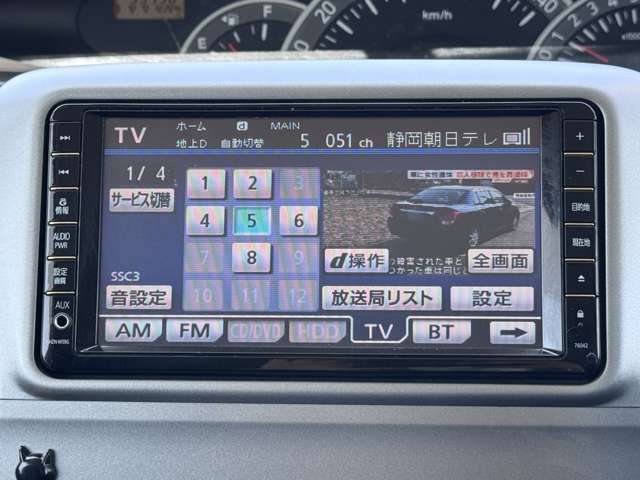 E
F
km/h
TV
ホーム
d
MAIN
地上D 自動切替 5 051 ch 静岡朝日テレ
1/ 4
サービス切替
1 2 3
4 5 6
7 8 9
10 11 12
SSC3
音設定
d操作
全画面
放送局リスト
設定
AM FM CD/DVD HDD TV BT
情報
AUDIO
PWR
設定
画面
AUX
+
−
目的地
現在地
76042